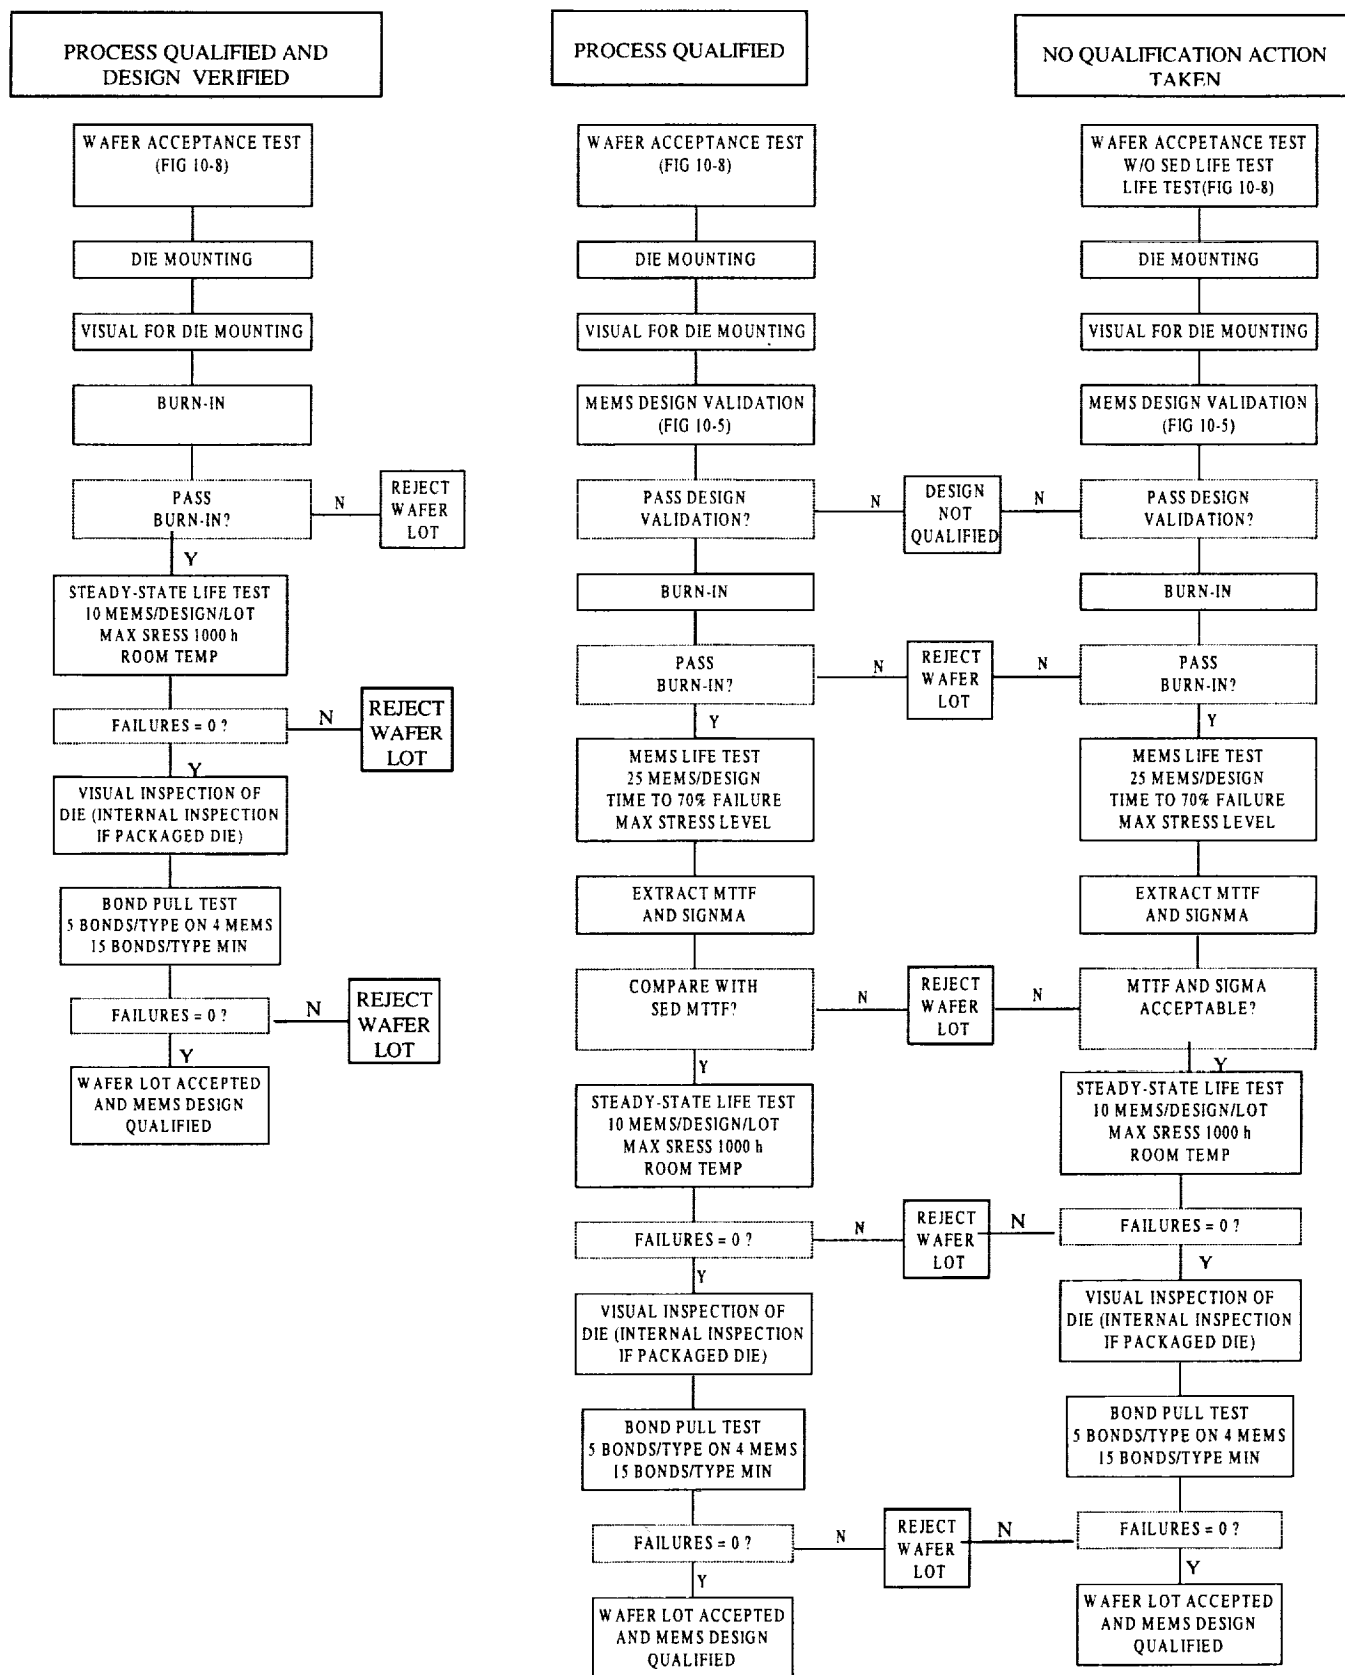 PROCESS QUALIFIED AND
DESIGN VERIFIED
WAFER ACCEPTANCE TEST
(FIG 10-8)
DIE MOUNTING
VISUAL FOR DIE MOUNTING
BURN-IN
PASS
BURN-IN?
N
REJECT
WAFER
LOT
Y
STEADY-STATE LIFE TEST
10 MEMS/DESIGN/LOT
MAX SRESS 1000 h
ROOM TEMP
FAILURES = 0 ?
N
REJECT
WAFER
LOT
Y
VISUAL INSPECTION OF
DIE (INTERNAL INSPECTION
IF PACKAGED DIE)
BOND PULL TEST
5 BONDS/TYPE ON 4 MEMS
15 BONDS/TYPE MIN
FAILURES = 0 ?
N
REJECT
WAFER
LOT
Y
WAFER LOT ACCEPTED
AND MEMS DESIGN
QUALIFIED
PROCESS QUALIFIED
WAFER ACCEPTANCE TEST
(FIG 10-8)
DIE MOUNTING
VISUAL FOR DIE MOUNTING
MEMS DESIGN VALIDATION
(FIG 10-5)
PASS DESIGN
VALIDATION?
N
DESIGN
NOT
QUALIFIED
N
BURN-IN
PASS
BURN-IN?
N
REJECT
WAFER
LOT
N
Y
MEMS LIFE TEST
25 MEMS/DESIGN
TIME TO 70% FAILURE
MAX STRESS LEVEL
EXTRACT MTTF
AND SIGNMA
COMPARE WITH
SED MTTF?
N
REJECT
WAFER
LOT
N
Y
STEADY-STATE LIFE TEST
10 MEMS/DESIGN/LOT
MAX SRESS 1000 h
ROOM TEMP
FAILURES = 0 ?
N
REJECT
WAFER
LOT
N
Y
VISUAL INSPECTION OF
DIE (INTERNAL INSPECTION
IF PACKAGED DIE)
BOND PULL TEST
5 BONDS/TYPE ON 4 MEMS
15 BONDS/TYPE MIN
FAILURES = 0 ?
N
REJECT
WAFER
LOT
N
Y
WAFER LOT ACCEPTED
AND MEMS DESIGN
QUALIFIED
NO QUALIFICATION ACTION
TAKEN
WAFER ACCPETANCE TEST
W/O SED LIFE TEST
LIFE TEST(FIG 10-8)
DIE MOUNTING
VISUAL FOR DIE MOUNTING
MEMS DESIGN VALIDATION
(FIG 10-5)
PASS DESIGN
VALIDATION?
BURN-IN
PASS
BURN-IN?
Y
MEMS LIFE TEST
25 MEMS/DESIGN
TIME TO 70% FAILURE
MAX STRESS LEVEL
EXTRACT MTTF
AND SIGNMA
MTTF AND SIGMA
ACCEPTABLE?
Y
STEADY-STATE LIFE TEST
10 MEMS/DESIGN/LOT
MAX SRESS 1000 h
ROOM TEMP
FAILURES = 0 ?
Y
VISUAL INSPECTION OF
DIE (INTERNAL INSPECTION
IF PACKAGED DIE)
BOND PULL TEST
5 BONDS/TYPE ON 4 MEMS
15 BONDS/TYPE MIN
FAILURES = 0 ?
Y
WAFER LOT ACCEPTED
AND MEMS DESIGN
QUALIFIED